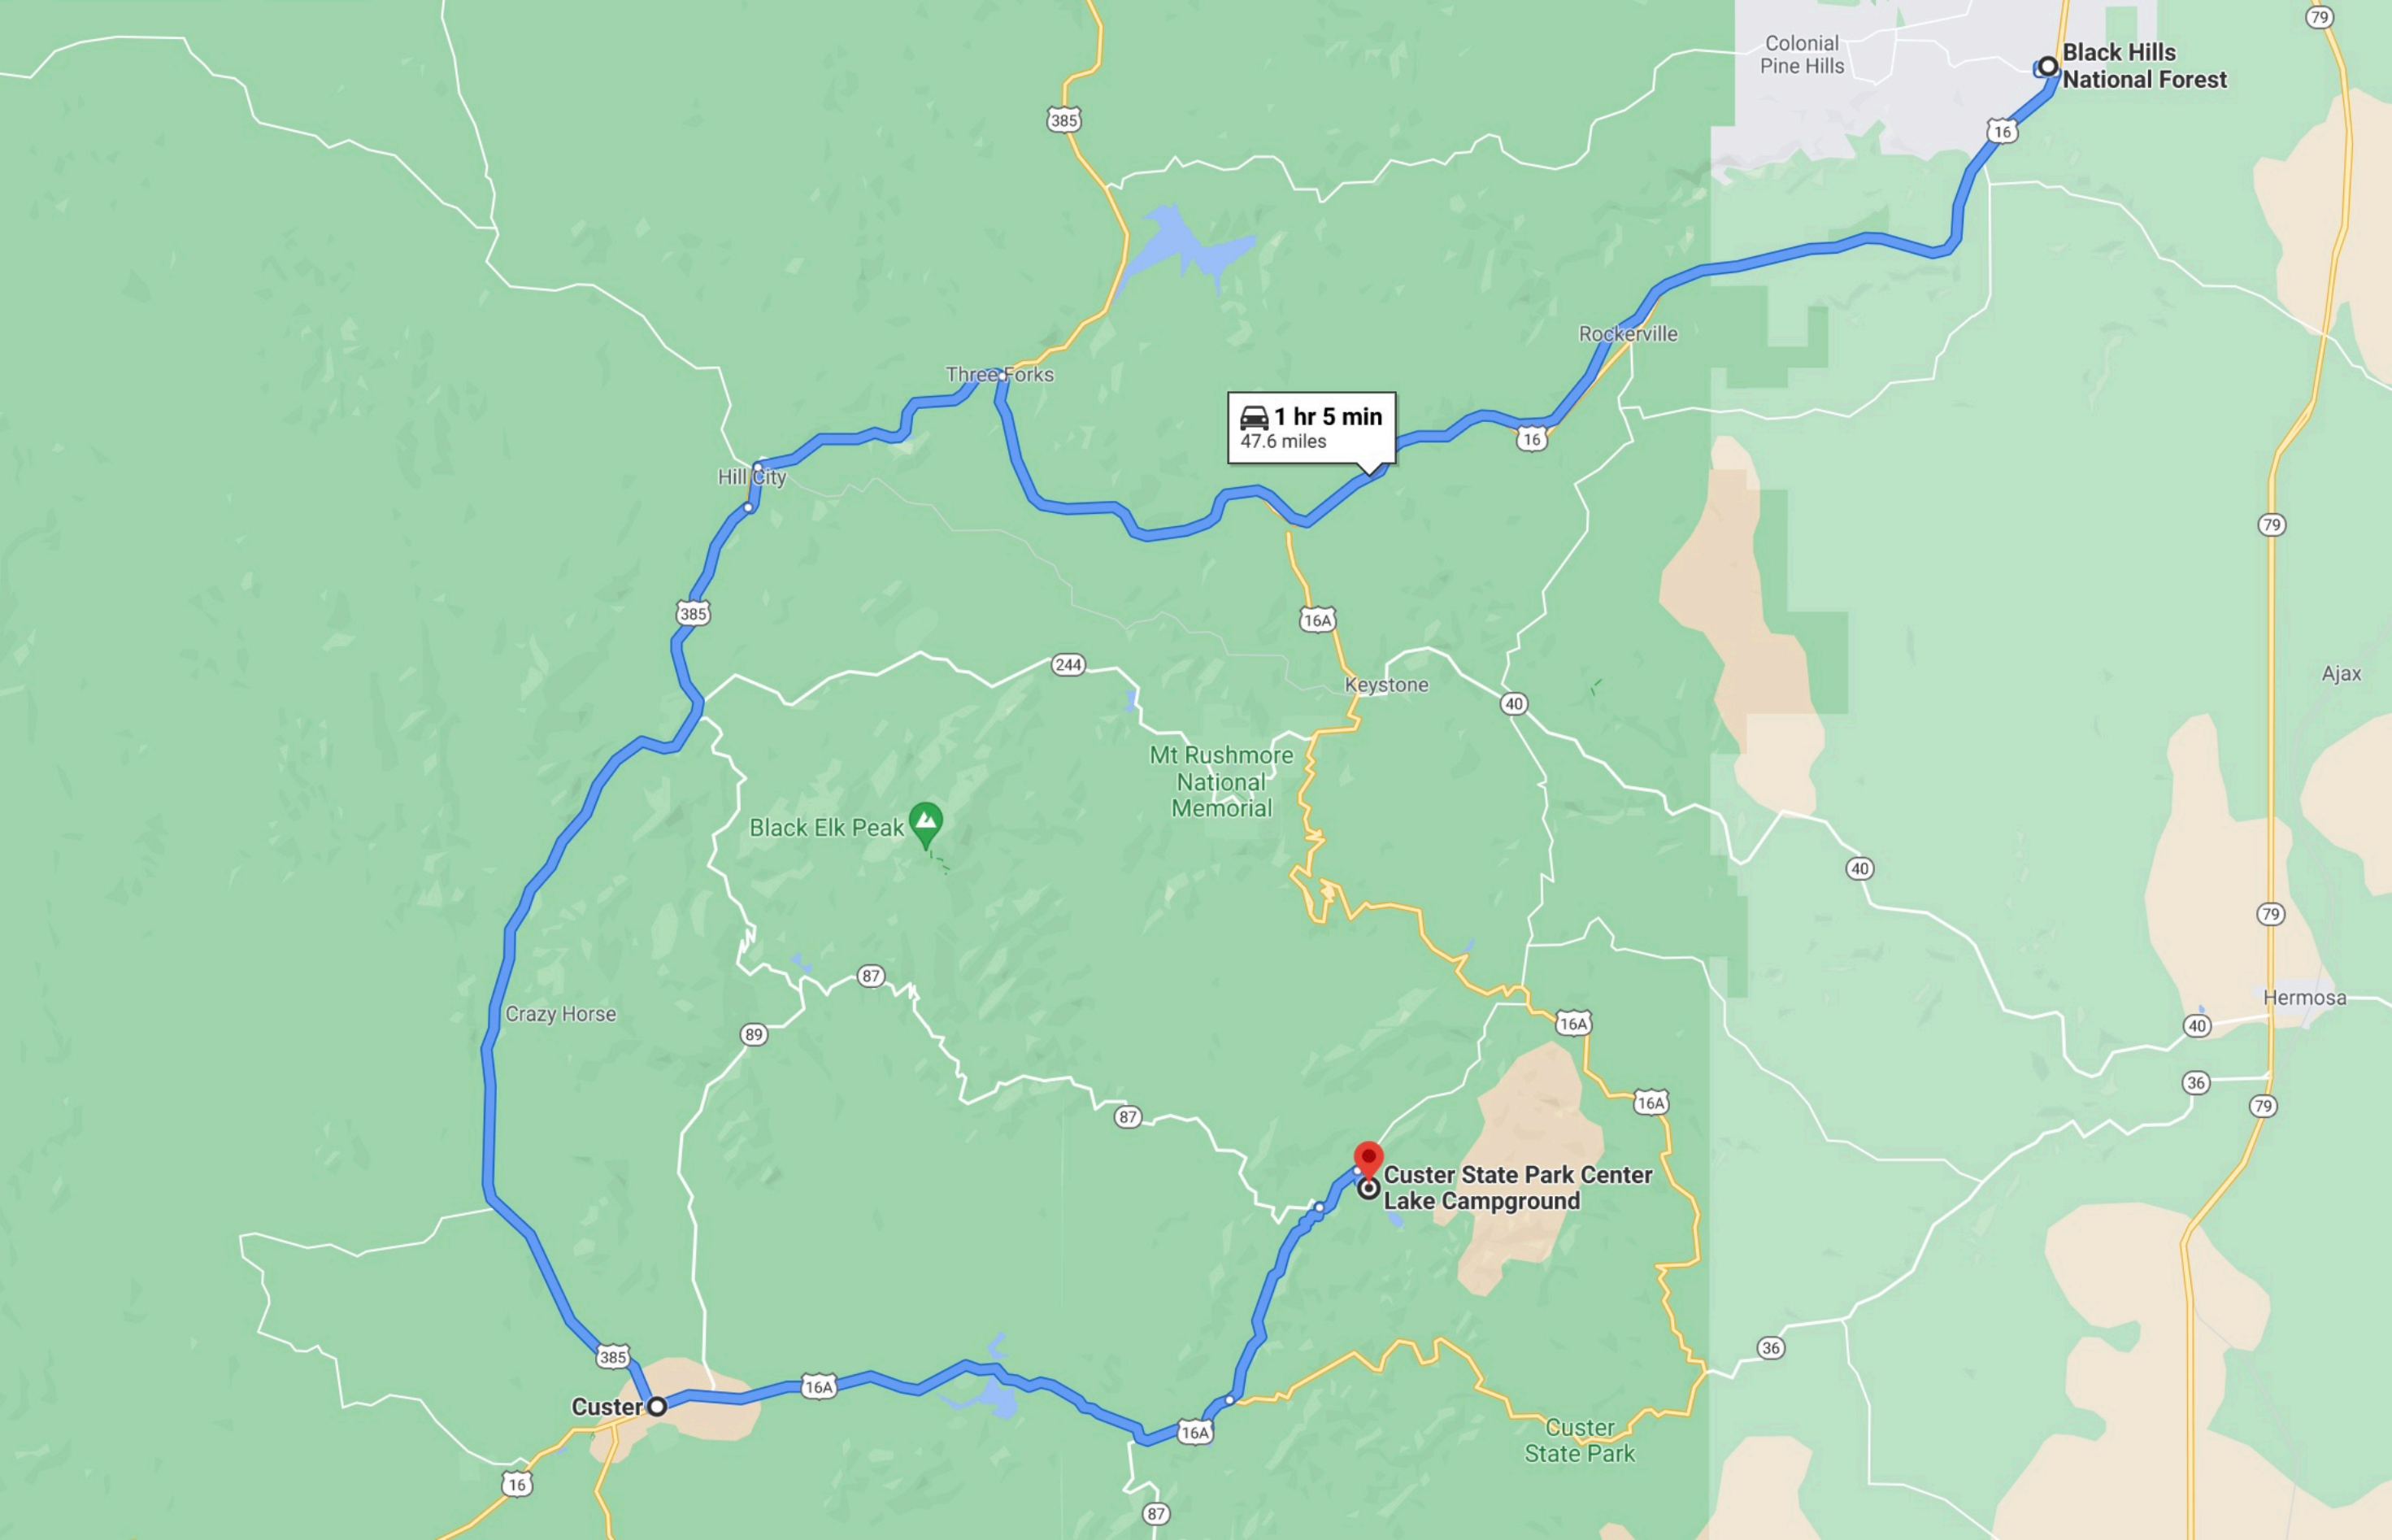 79
Colonial
Pine Hills
Black Hills
National Forest
385
16
Rockerville
Three Forks
1 hr 5 min
47.6 miles
16
Hill City
79
385
16A
244
Keystone
40
Ajax
Mt Rushmore
National
Memorial
Black Elk Peak
40
79
87
Hermosa
Crazy Horse
89
16A
40
36
16A
79
87
Custer State Park Center
Lake Campground
36
385
16A
Custer
16A
Custer
State Park
16
87